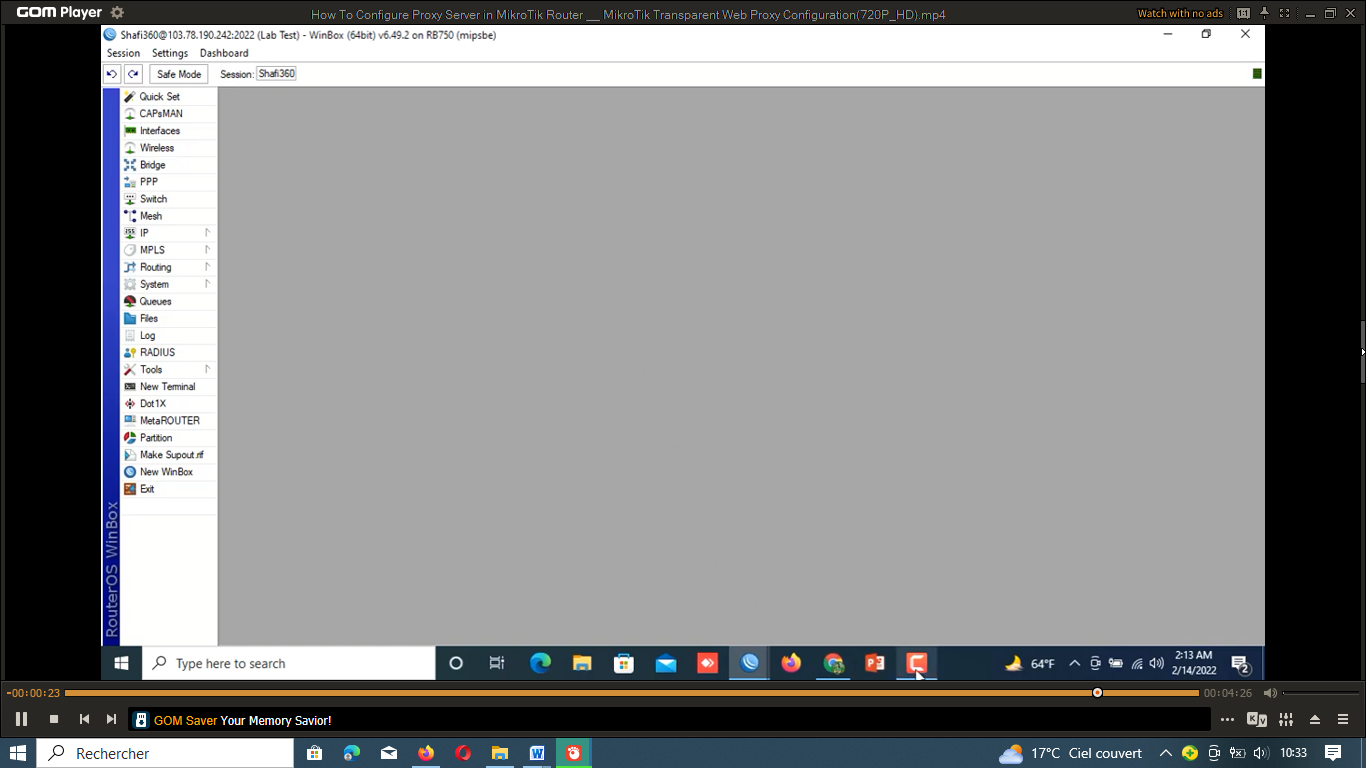 GOM Player
How To Configure Proxy Server in MikroTik Router __ MikroTik Transparent Web Proxy Configuration(720P_HD).mp4
Watch with no ads
Shafi360@103.78.190.242:2022 (Lab Test) - WinBox (64bit) v6.49.2 on RB750 (mipsbe)
Session Settings Dashboard
Safe Mode Session: Shafi360
Quick Set
CAPsMAN
Interfaces
Wireless
Bridge
PPP
Switch
Mesh
IP
MPLS
Routing
System
Queues
Files
Log
RADIUS
Tools
New Terminal
Dot1X
MetaROUTER
Partition
Make Supout.rif
New WinBox
Exit
RouterOS WinBox
Type here to search
64°F
2:13 AM
2/14/2022
2
-00:00:23
00:04:26
GOM Saver Your Memory Savior!
Rechercher
17°C Ciel couvert
10:33